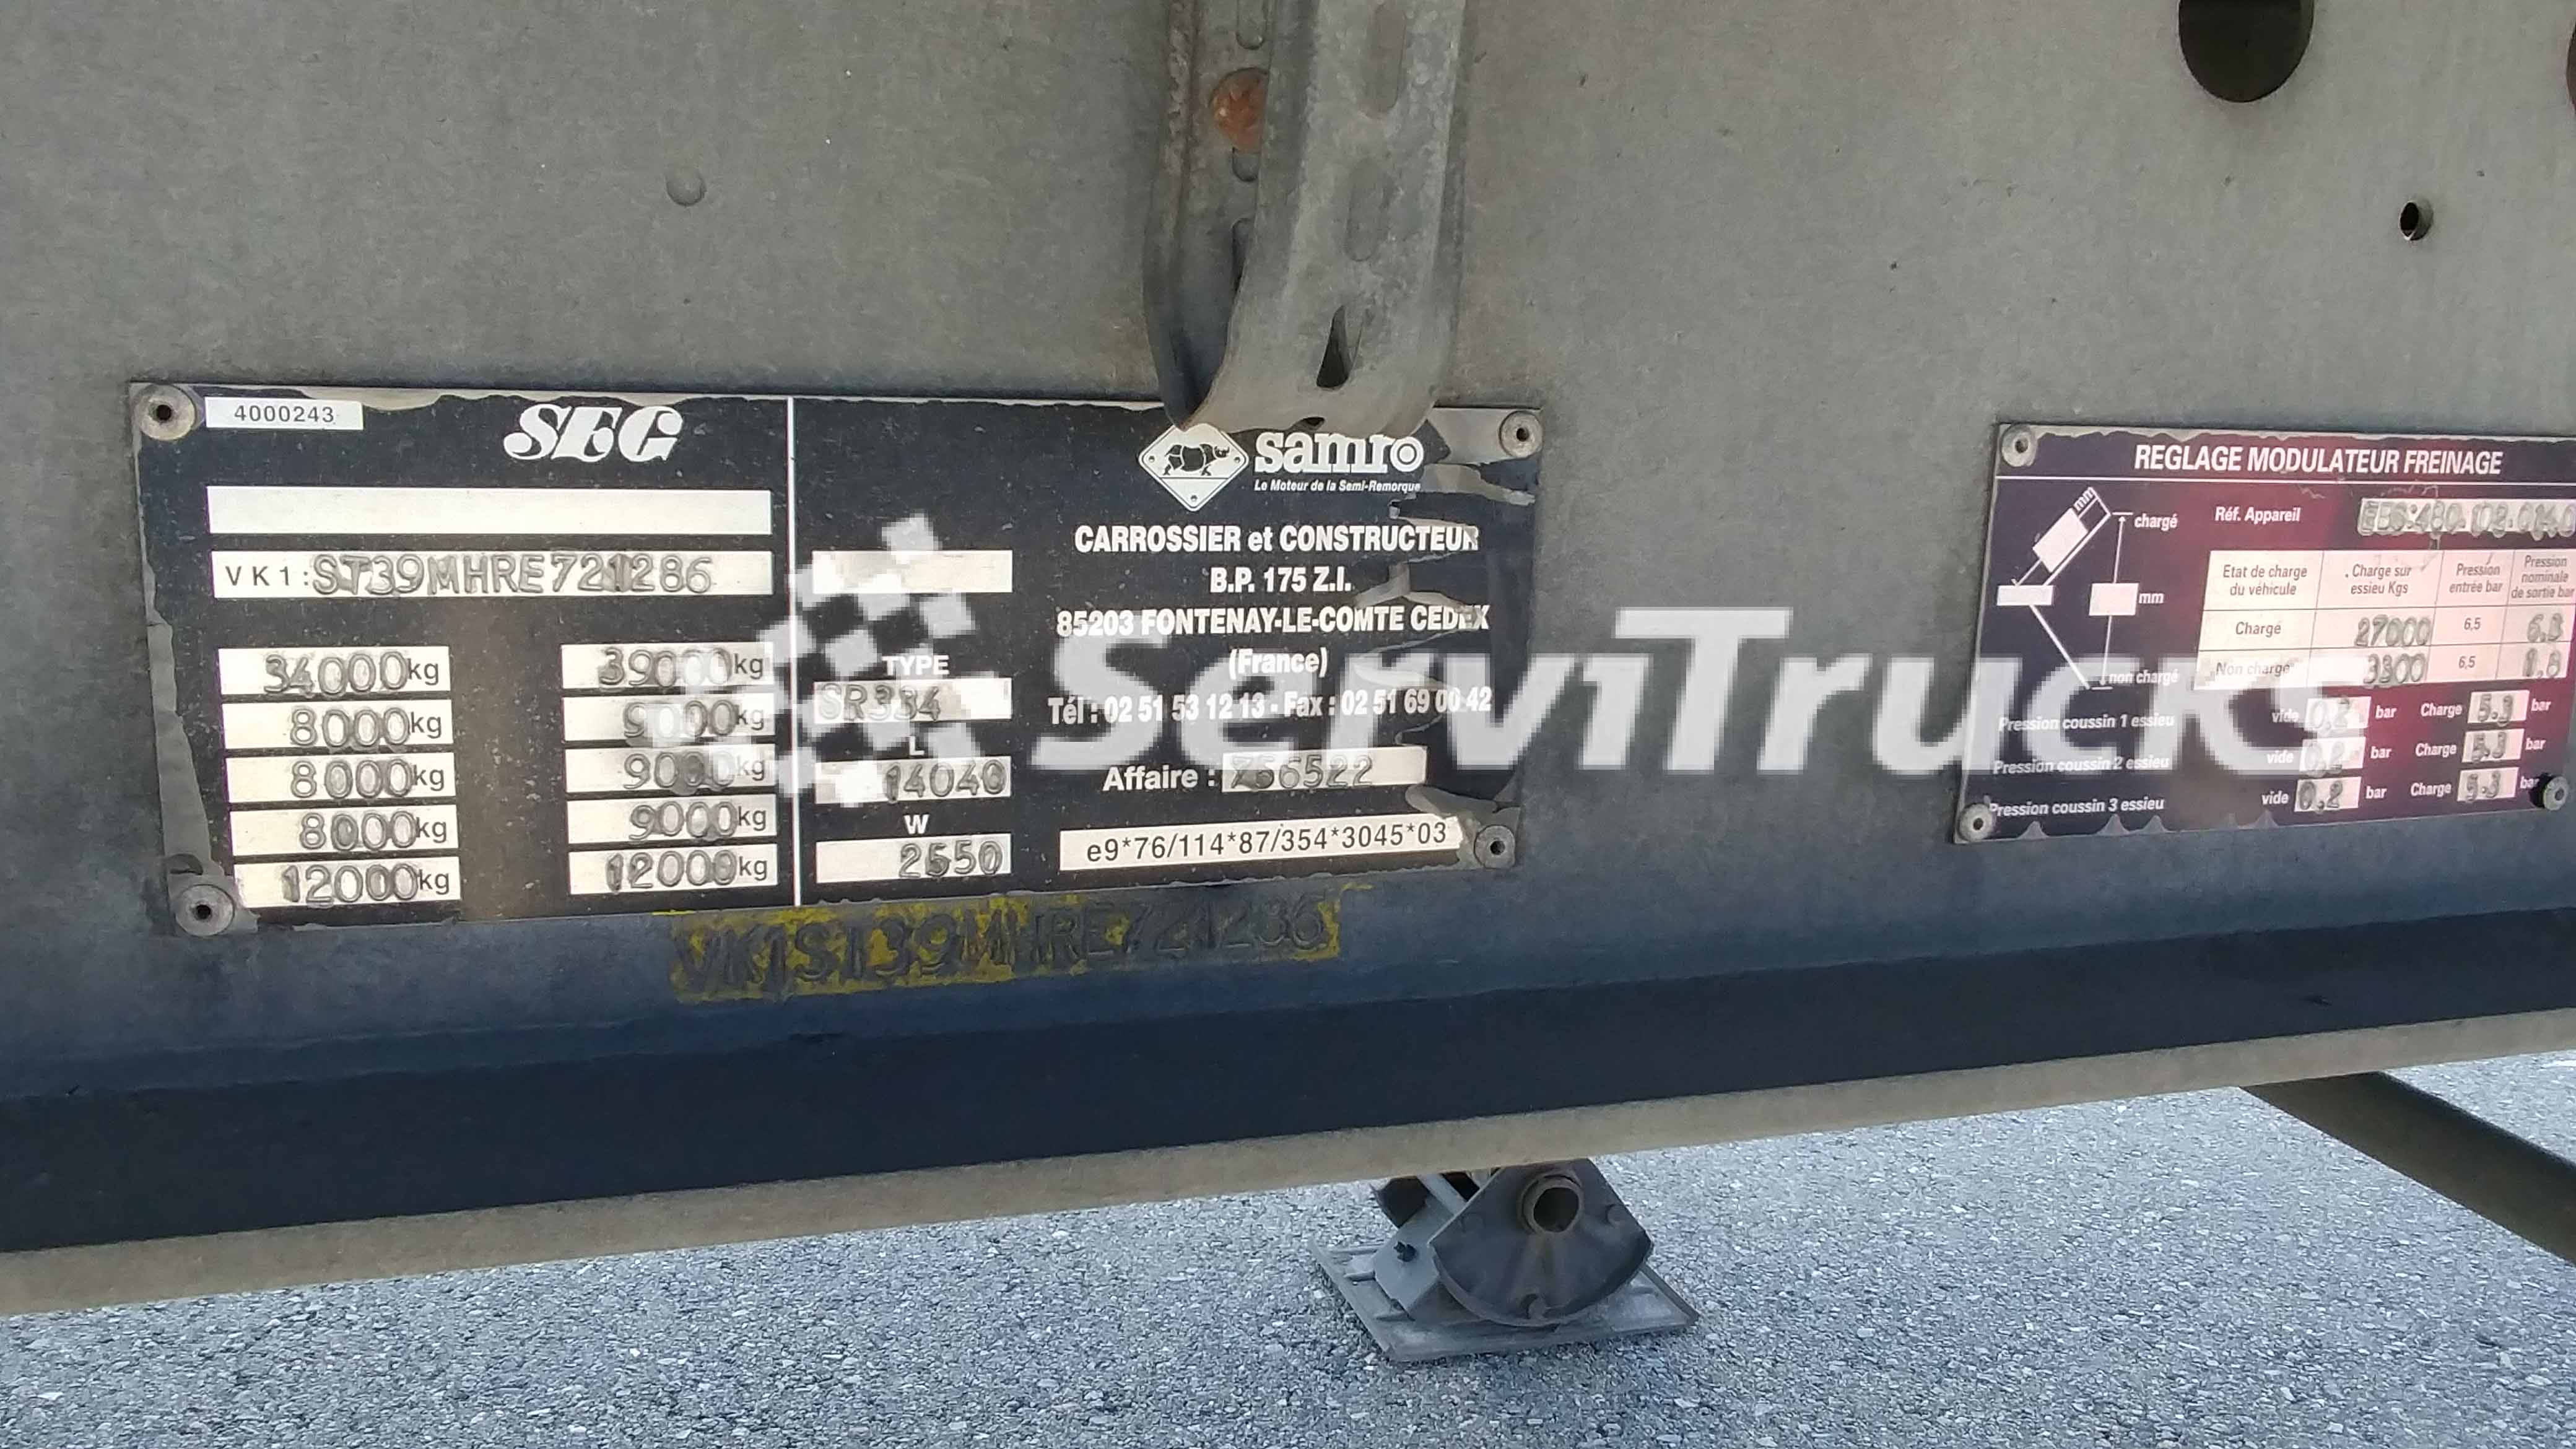 4000243
SEG
VK1:ST39MHRE721286
34000kg 39000kg
8000kg 9000kg
8000kg 9000kg
8000kg 9000kg
12000kg 12000kg
TYPE
SR334
L
14040
W
2550
samro
Le Moteur de la Semi-Remorque
CARROSSIER et CONSTRUCTEUR
B.P. 175 Z.I.
85203 FONTENAY-LE-COMTE CEDEX
(France)
Tél : 02 51 53 12 13 - Fax : 02 51 69 00 42
Affaire : Z56522
e9*76/114*87/354*3045*03
VK1ST39MHRE721286
ServiTrucks
REGLAGE MODULATEUR FREINAGE
mm
chargé
mm
non chargé
Réf. Appareil
Etat de charge du véhicule
Charge sur essieu Kgs
Pression entrée bar
Pression nominale de sortie bar
Chargé 27000 6,5 6.3
Non chargé 3300 6,5 1.8
Pression coussin 1 essieu vide 0.2 bar Charge 5.3 bar
Pression coussin 2 essieu vide 0.2 bar Charge 5.3 bar
Pression coussin 3 essieu vide 0.2 bar Charge 5.3 bar